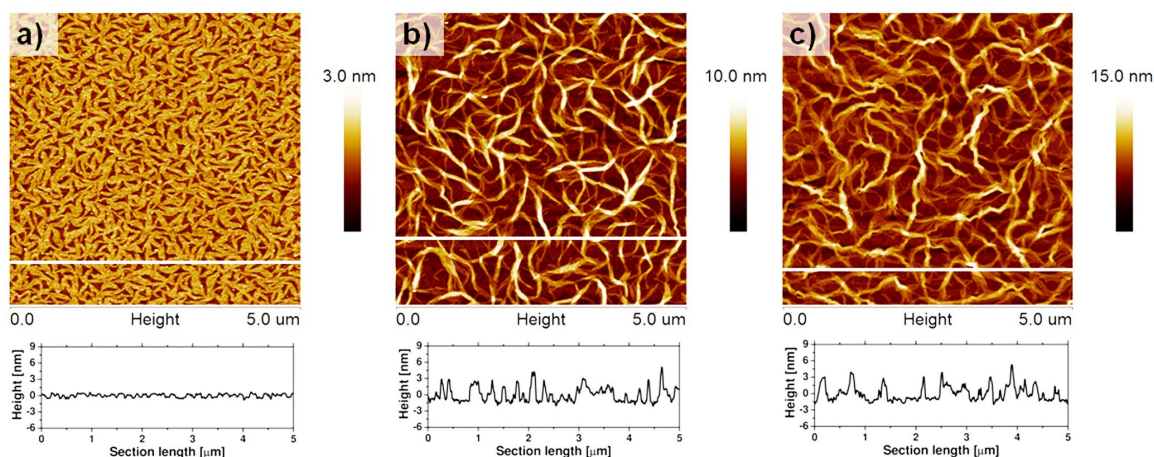 a)
3.0 nm
0.0 Height 5.0 um
b)
10.0 nm
0.0 Height 5.0 um
c)
15.0 nm
0.0 Height 5.0 um
Height [nm]
9
6
3
0
-3
-6
0 1 2 3 4 5
Section length [μm]
Height [nm]
9
6
3
0
-3
-6
0 1 2 3 4 5
Section length [μm]
Height [nm]
9
6
3
0
-3
-6
0 1 2 3 4 5
Section length [μm]